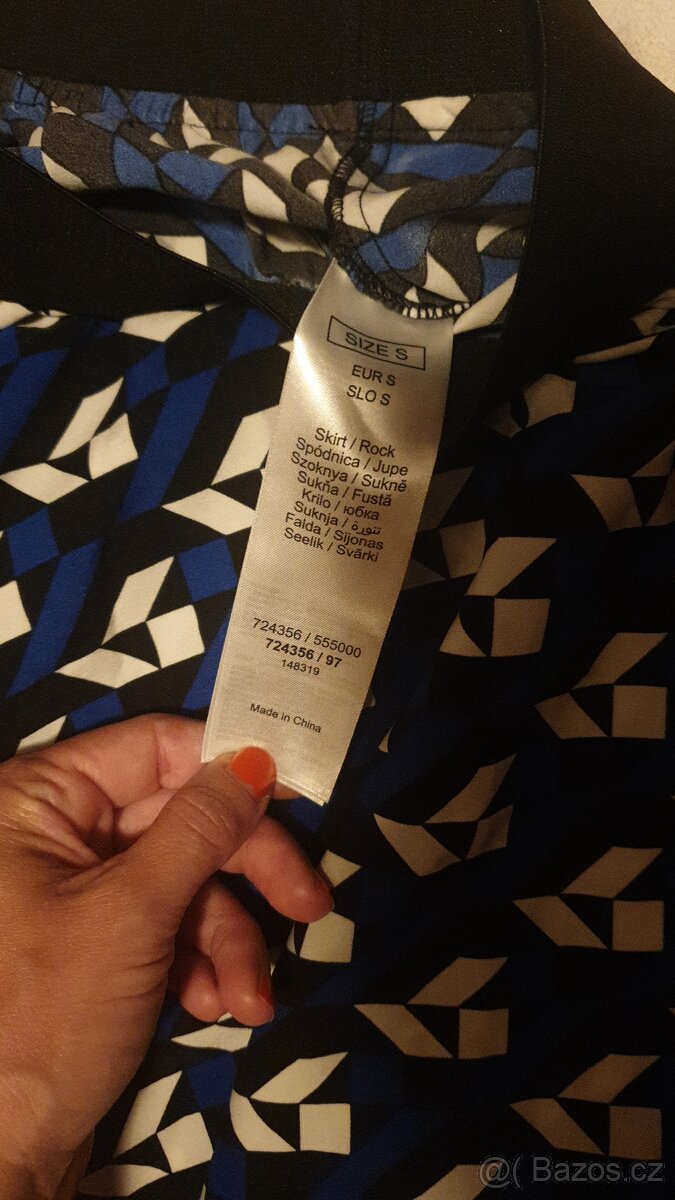 SIZE S
EUR S
SLO S
Skirt / Rock
Spódnica / Jupe
Szoknya / Sukně
Sukňa / Fustă
Krilo / юбка
Suknja / تنورة
Falda / Sijonas
Seelik / Svārki
724356 / 555000
724356 / 97
148319
Made in China
@( Bazos.cz